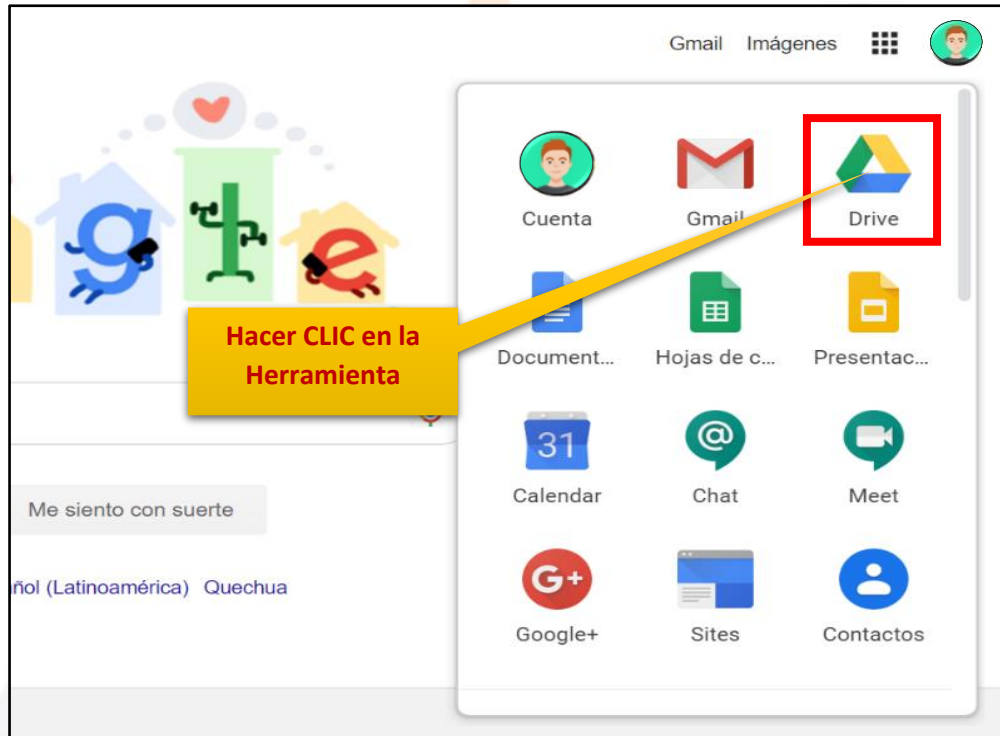 Gmail Imágenes
Cuenta Gmail Drive
Hacer CLIC en la
Herramienta
Document... Hojas de c... Presentac...
31
Calendar Chat Meet
Me siento con suerte
ñol (Latinoamérica) Quechua
G+
Google+ Sites Contactos